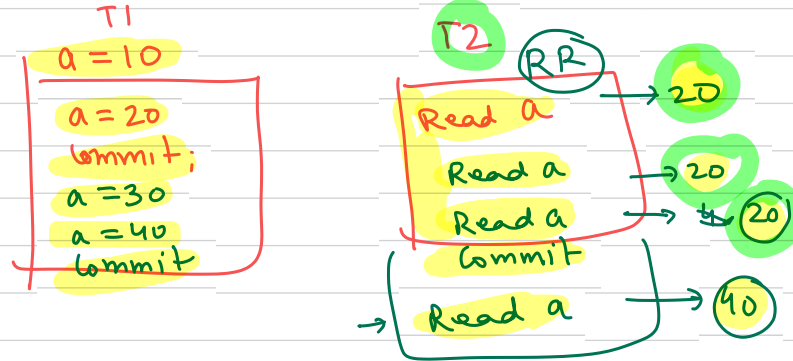 T1
a = 10
a = 20
Commit;
a = 30
a = 40
Commit
T2
RR
Read a → 20
Read a → 20
Read a → 20
Commit
→ Read a → 40